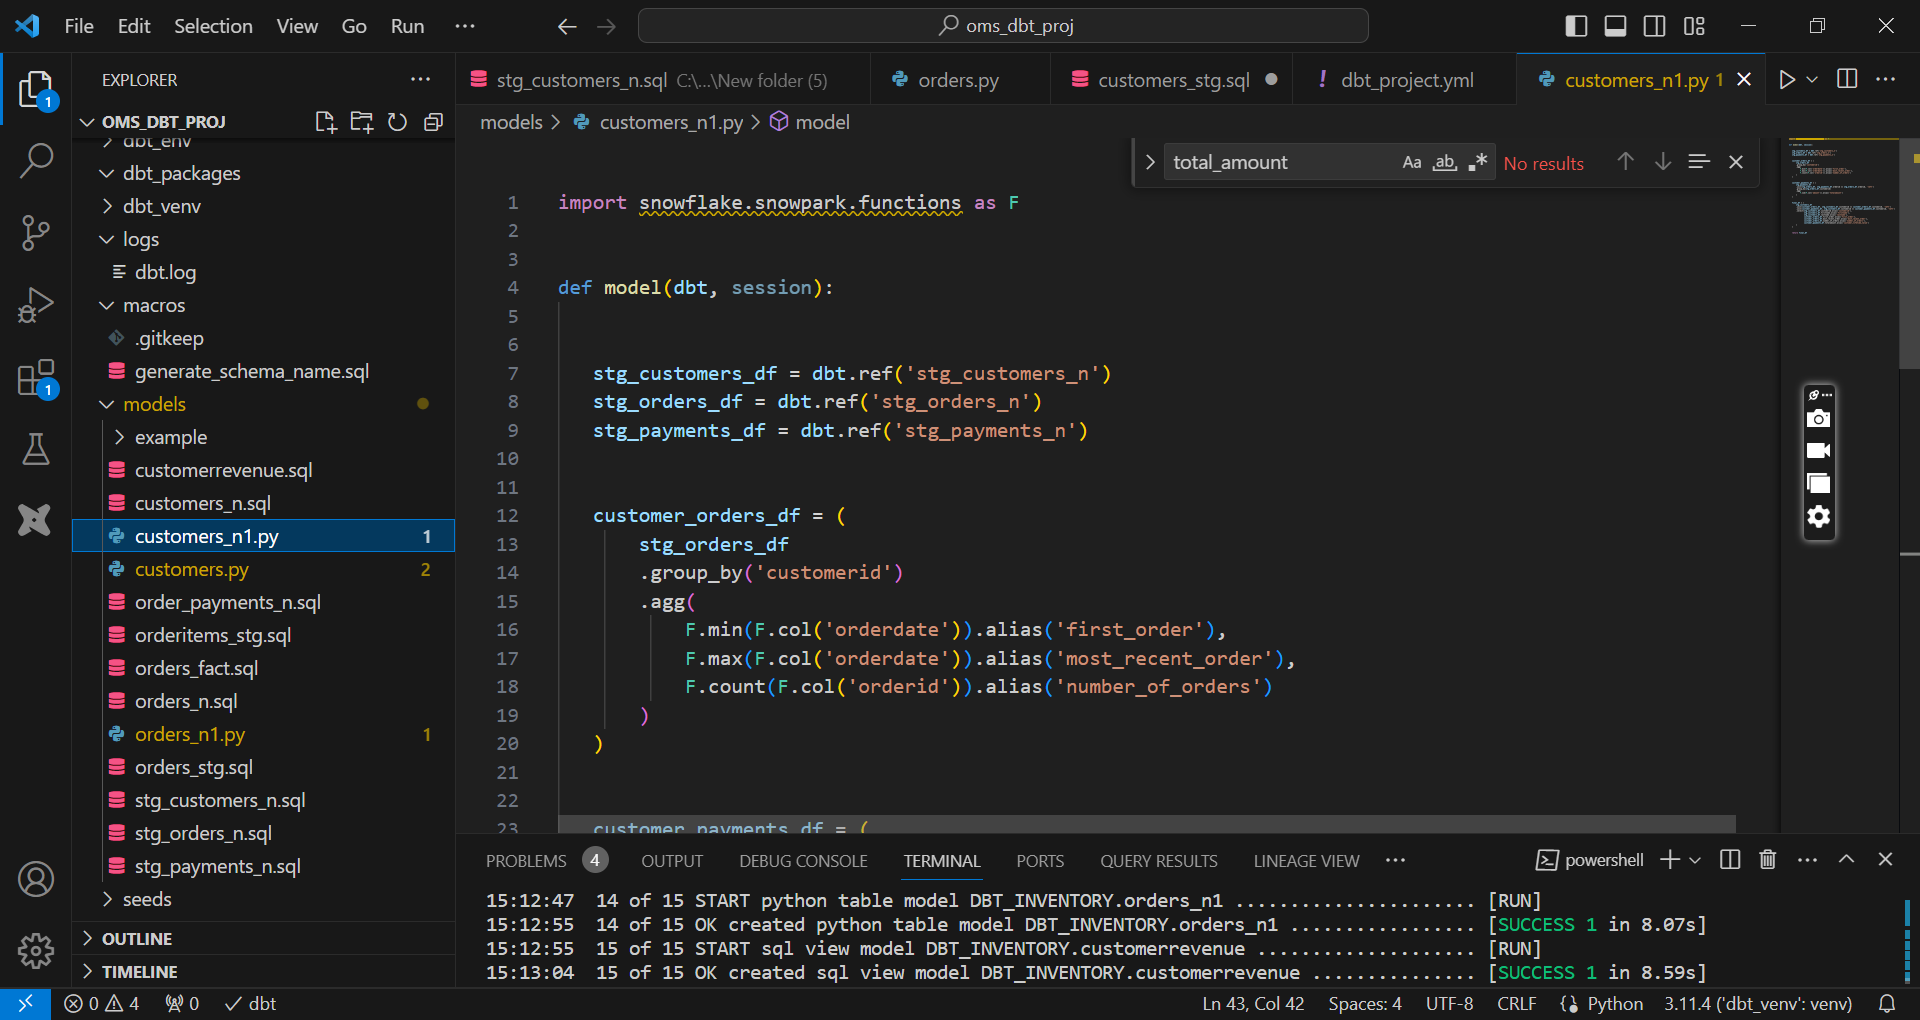 File Edit Selection View Go Run ···
oms_dbt_proj
EXPLORER
OMS_DBT_PROJ
dbt_env
dbt_packages
dbt_venv
logs
dbt.log
macros
.gitkeep
generate_schema_name.sql
models
example
customerrevenue.sql
customers_n.sql
customers_n1.py 1
customers.py 2
order_payments_n.sql
orderitems_stg.sql
orders_fact.sql
orders_n.sql
orders_n1.py 1
orders_stg.sql
stg_customers_n.sql
stg_orders_n.sql
stg_payments_n.sql
seeds
OUTLINE
TIMELINE
1
1
stg_customers_n.sql C:\...\New folder (5) orders.py customers_stg.sql dbt_project.yml customers_n1.py 1
models > customers_n1.py > model
total_amount Aa ab No results
1 import snowflake.snowpark.functions as F
2
3
4 def model(dbt, session):
5
6
7 stg_customers_df = dbt.ref('stg_customers_n')
8 stg_orders_df = dbt.ref('stg_orders_n')
9 stg_payments_df = dbt.ref('stg_payments_n')
10
11
12 customer_orders_df = (
13 stg_orders_df
14 .group_by('customerid')
15 .agg(
16 F.min(F.col('orderdate')).alias('first_order'),
17 F.max(F.col('orderdate')).alias('most_recent_order'),
18 F.count(F.col('orderid')).alias('number_of_orders')
19 )
20 )
21
22
23 customer_payments_df = (
PROBLEMS 4 OUTPUT DEBUG CONSOLE TERMINAL PORTS QUERY RESULTS LINEAGE VIEW ··· powershell
15:12:47 14 of 15 START python table model DBT_INVENTORY.orders_n1 ...................... [RUN]
15:12:55 14 of 15 OK created python table model DBT_INVENTORY.orders_n1 ................. [SUCCESS 1 in 8.07s]
15:12:55 15 of 15 START sql view model DBT_INVENTORY.customerrevenue .................... [RUN]
15:13:04 15 of 15 OK created sql view model DBT_INVENTORY.customerrevenue ............... [SUCCESS 1 in 8.59s]
0 4 0 dbt Ln 43, Col 42 Spaces: 4 UTF-8 CRLF Python 3.11.4 ('dbt_venv': venv)